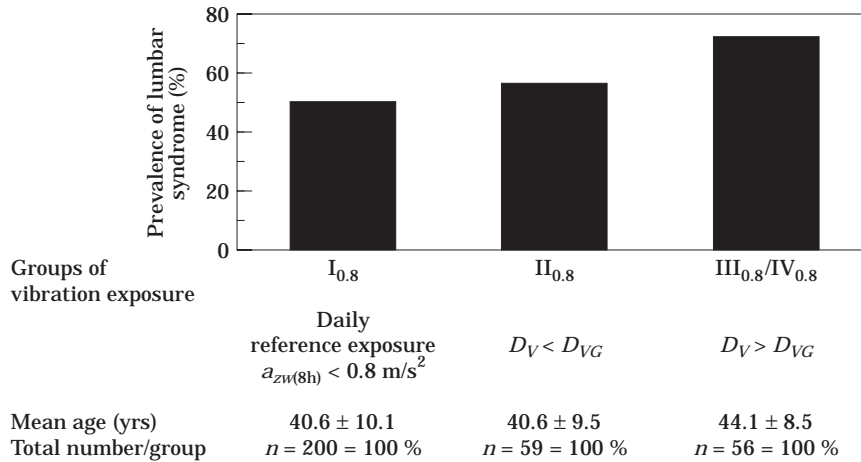 80
60
40
20
0
Prevalence of lumbar
syndrome (%)
Groups of
vibration exposure
I0.8
II0.8
III0.8/IV0.8
Daily
reference exposure
azw(8h) < 0.8 m/s2
DV < DVG
DV > DVG
Mean age (yrs) 40.6 ± 10.1 40.6 ± 9.5 44.1 ± 8.5
Total number/group n = 200 = 100 % n = 59 = 100 % n = 56 = 100 %